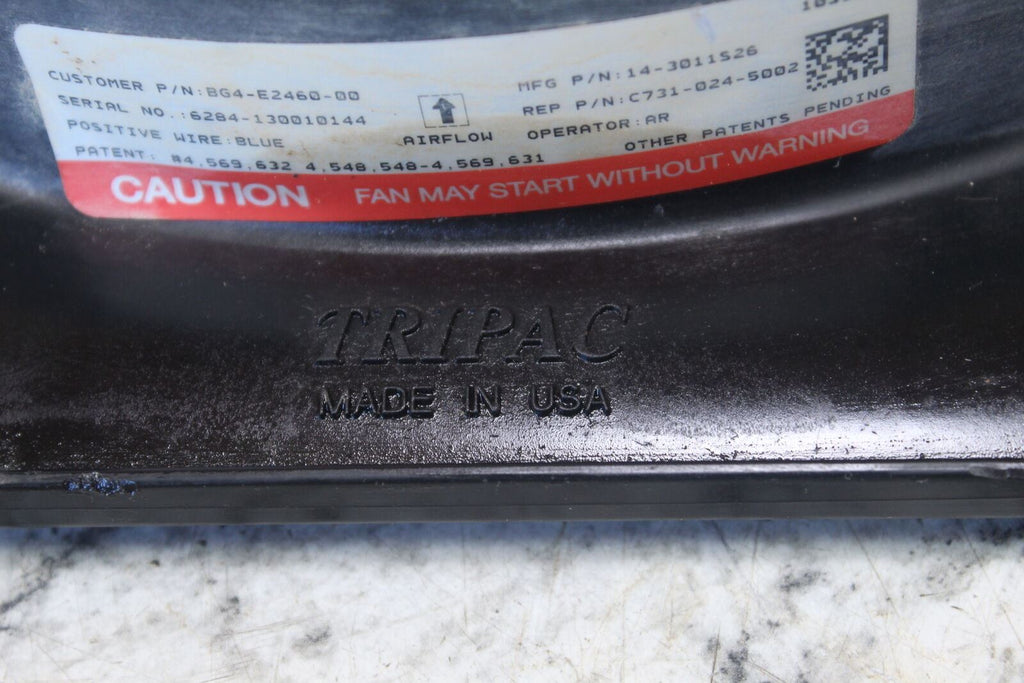 CUSTOMER P/N:BG4-E2460-00
SERIAL NO.:6284-130010144
POSITIVE WIRE:BLUE
PATENT: #4,569,632 4,548,548-4,569,631
AIRFLOW
MFG P/N:14-3011S26
REP P/N:C731-024-5002
OPERATOR:AR
OTHER PATENTS PENDING
CAUTION FAN MAY START WITHOUT WARNING
TRIPAC
MADE IN USA